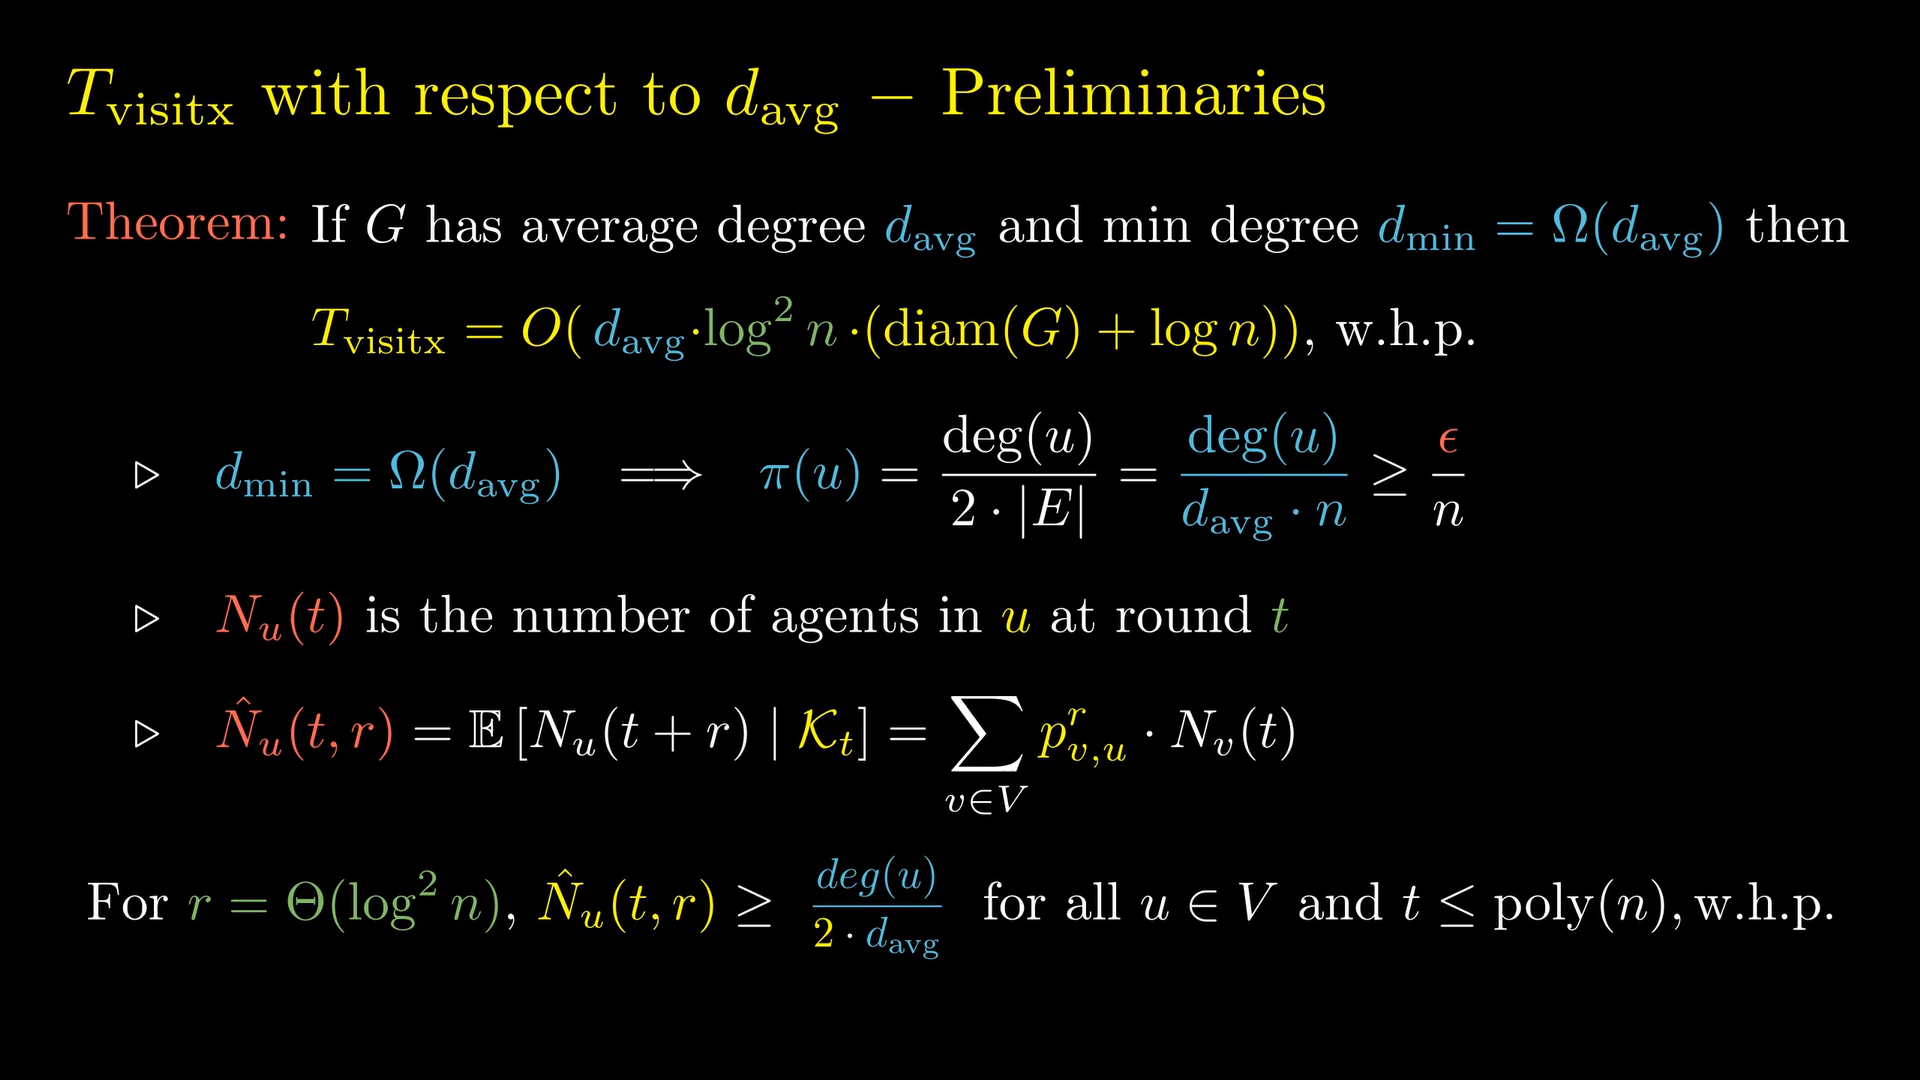 T_visitx with respect to d_avg − Preliminaries
Theorem: If G has average degree d_avg and min degree d_min = Ω(d_avg) then
T_visitx = O( d_avg·log² n ·(diam(G) + log n)), w.h.p.
▷ d_min = Ω(d_avg) ⟹ π(u) = deg(u) / (2 · |E|) = deg(u) / (d_avg · n) ≥ ϵ / n
▷ N_u(t) is the number of agents in u at round t
▷ N̂_u(t, r) = 𝔼 [N_u(t + r) | 𝒦_t] = ∑_{v∈V} p^r_{v,u} · N_v(t)
For r = Θ(log² n), N̂_u(t, r) ≥ deg(u) / (2 · d_avg) for all u ∈ V and t ≤ poly(n), w.h.p.